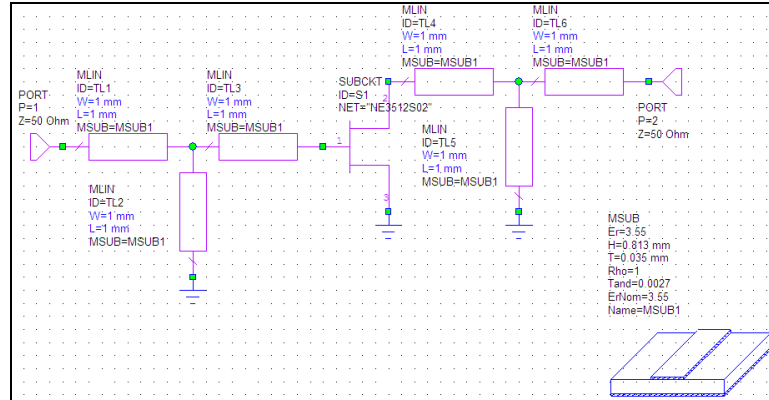 MLIN
ID=TL4
W=1 mm
L=1 mm
MSUB=MSUB1
MLIN
ID=TL6
W=1 mm
L=1 mm
MSUB=MSUB1
MLIN
ID=TL1
W=1 mm
L=1 mm
MSUB=MSUB1
MLIN
ID=TL3
W=1 mm
L=1 mm
MSUB=MSUB1
SUBCKT
ID=S1
NET="NE3512S02"
PORT
P=1
Z=50 Ohm
1
2
3
PORT
P=2
Z=50 Ohm
MLIN
ID=TL5
W=1 mm
L=1 mm
MSUB=MSUB1
MLIN
ID=TL2
W=1 mm
L=1 mm
MSUB=MSUB1
MSUB
Er=3.55
H=0.813 mm
T=0.035 mm
Rho=1
Tand=0.0027
ErNom=3.55
Name=MSUB1